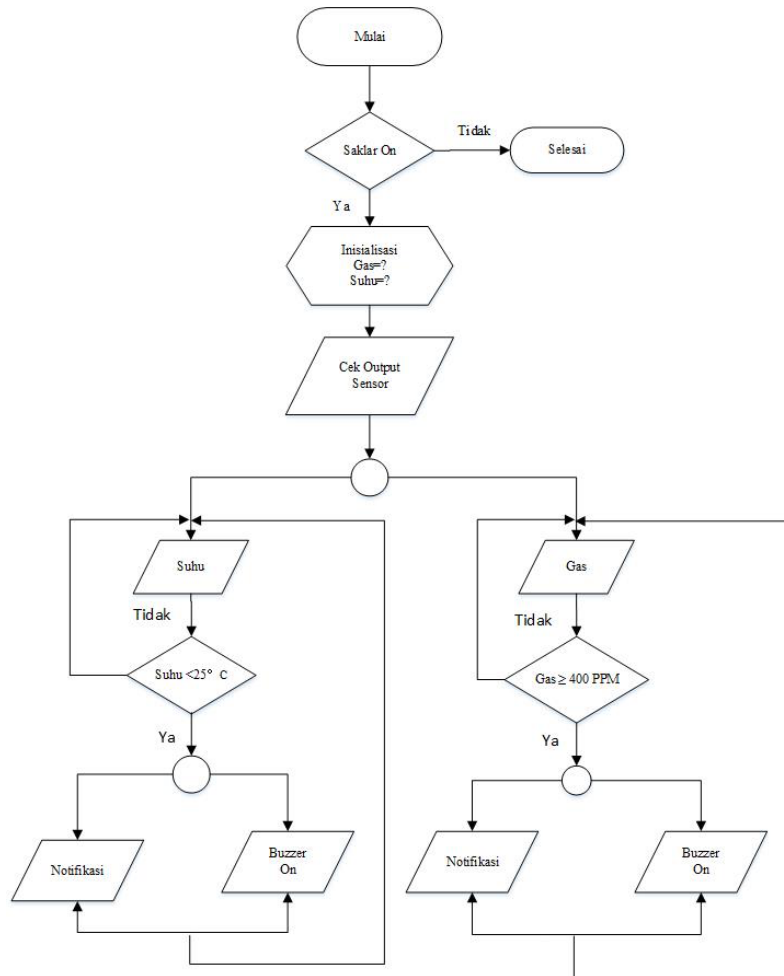 Mulai
Saklar On
Tidak
Selesai
Ya
Inisialisasi
Gas=?
Suhu=?
Cek Output
Sensor
Suhu
Tidak
Suhu <25° C
Ya
Notifikasi
Buzzer
On
Gas
Tidak
Gas ≥ 400 PPM
Ya
Notifikasi
Buzzer
On